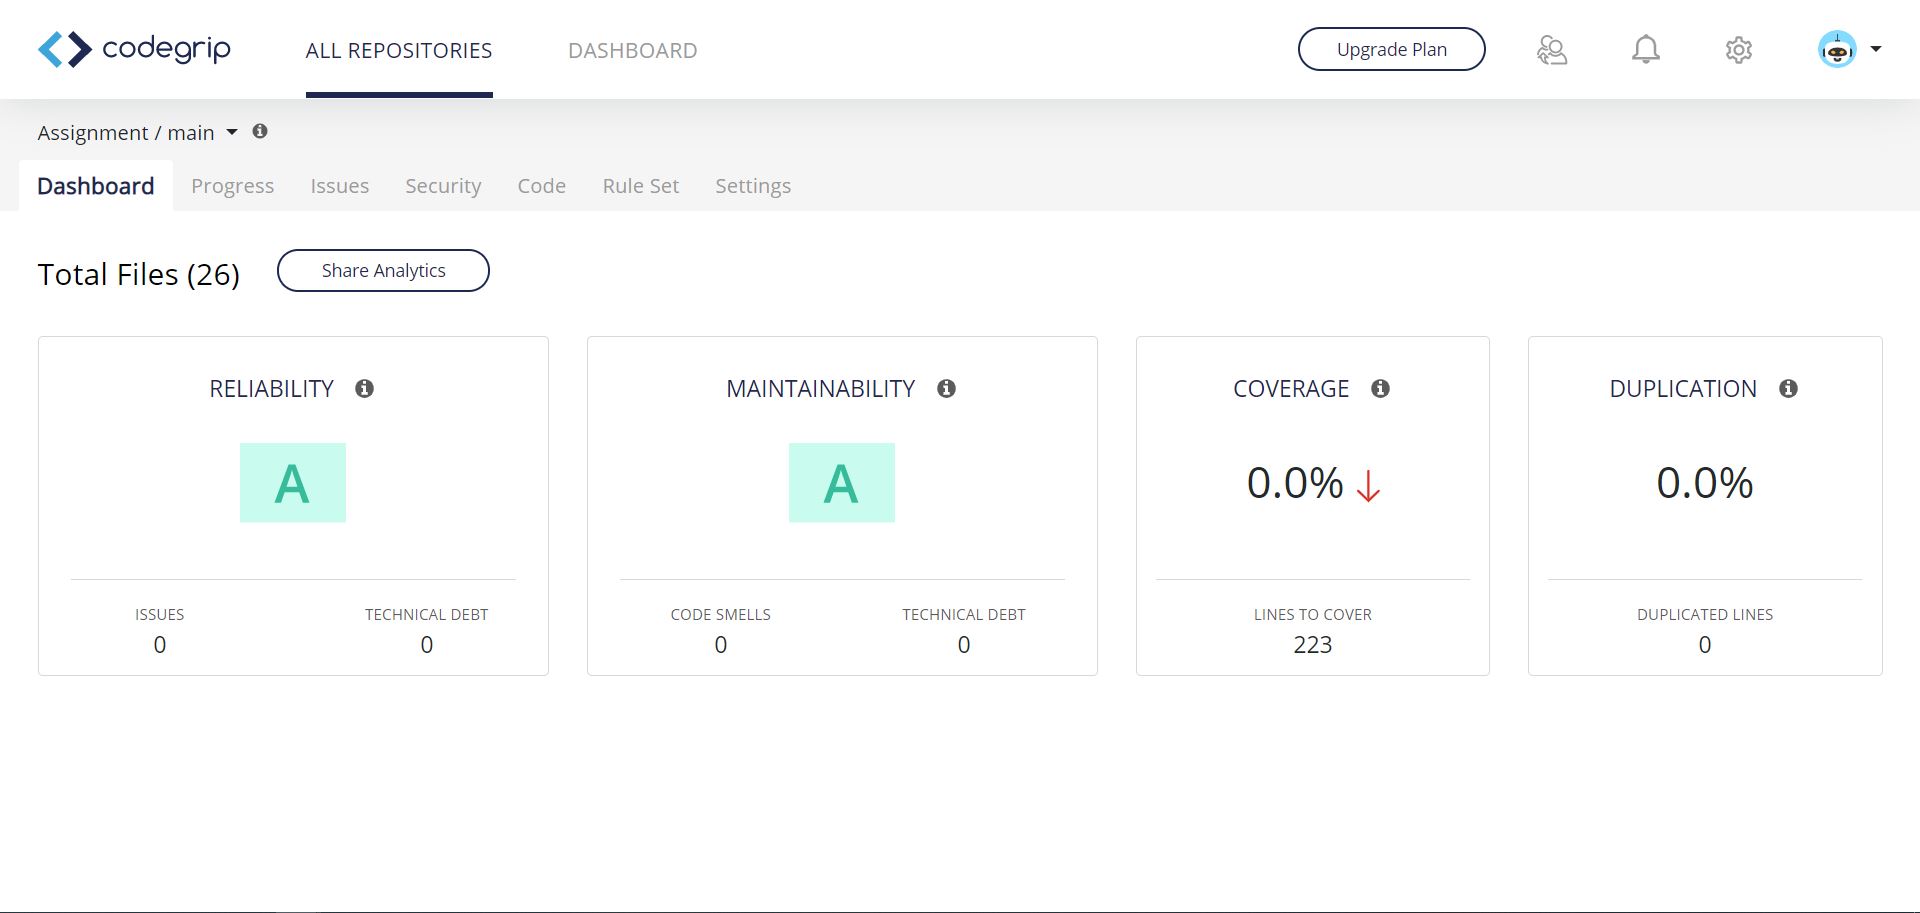 codegrip ALL REPOSITORIES DASHBOARD Upgrade Plan
Assignment / main
Dashboard Progress Issues Security Code Rule Set Settings
Total Files (26) Share Analytics
RELIABILITY
A
ISSUES TECHNICAL DEBT
0 0
MAINTAINABILITY
A
CODE SMELLS TECHNICAL DEBT
0 0
COVERAGE
0.0%
LINES TO COVER
223
DUPLICATION
0.0%
DUPLICATED LINES
0